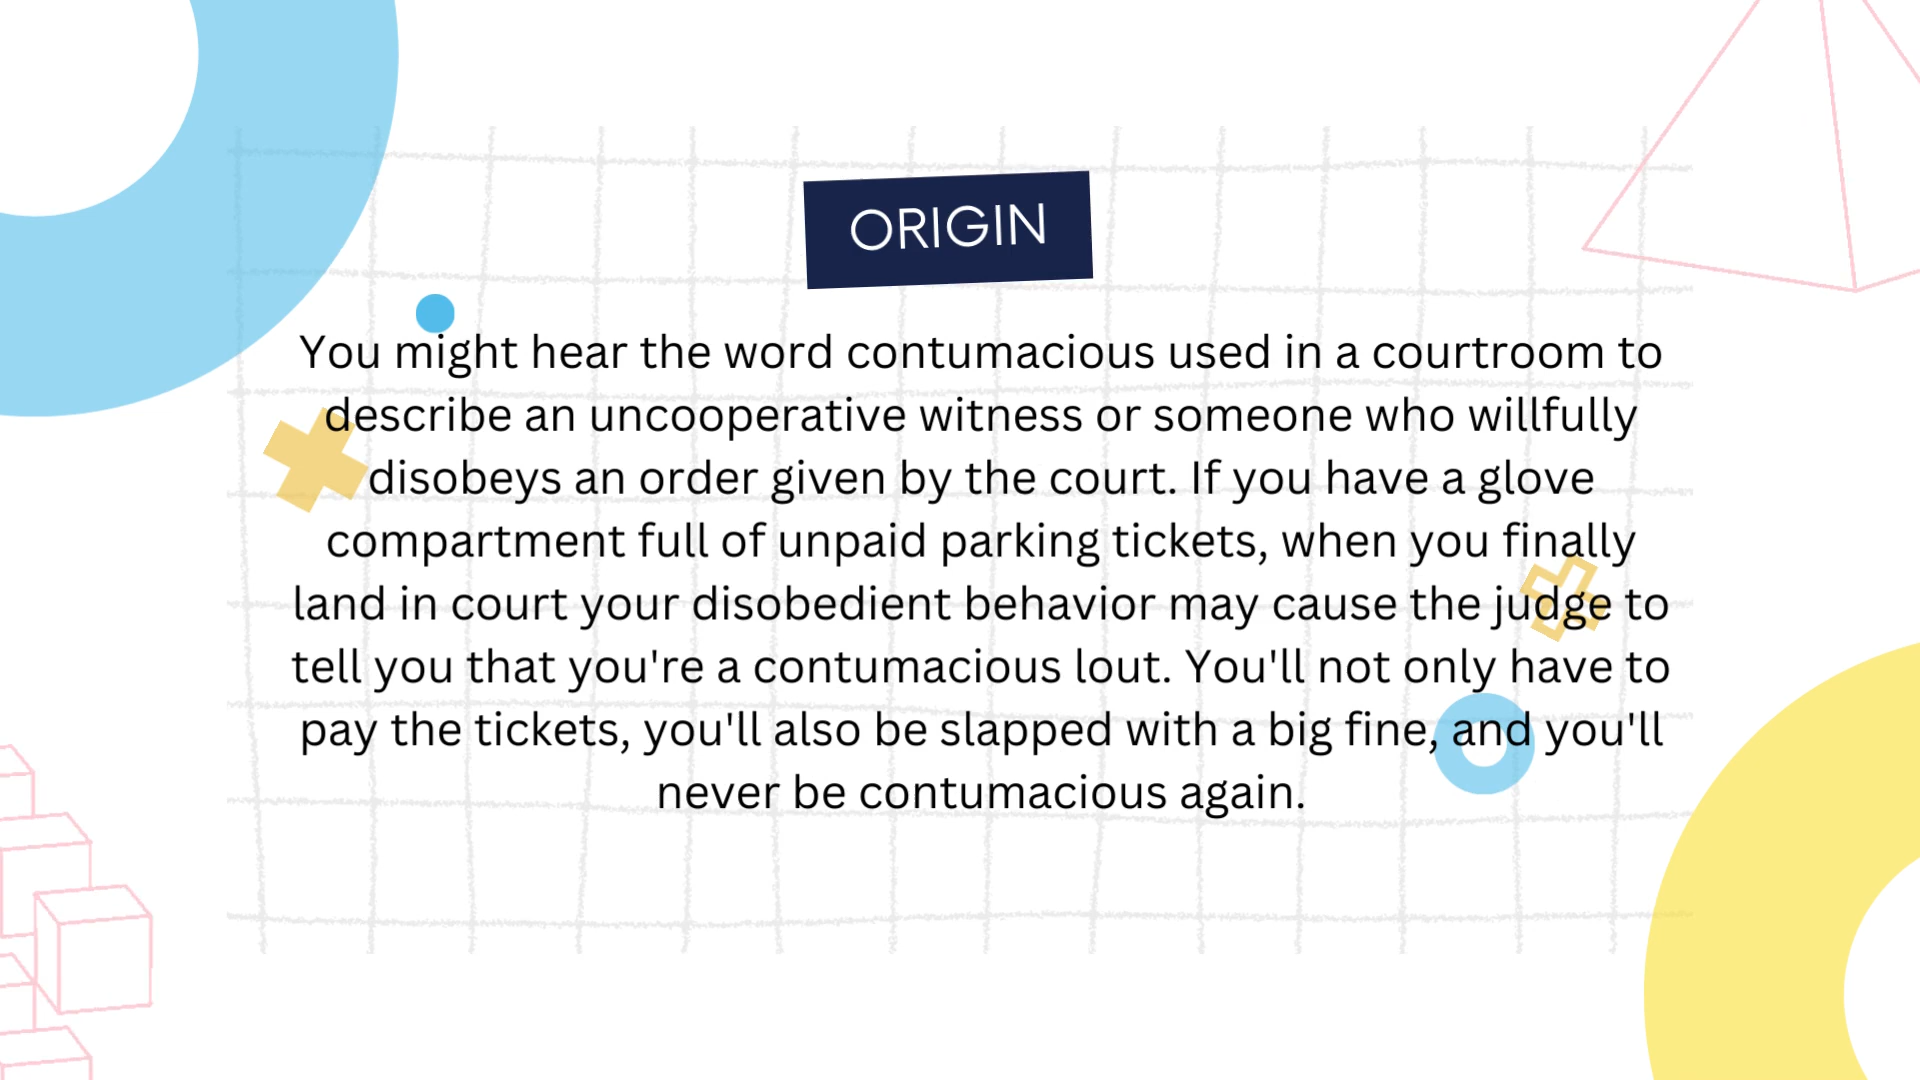 ORIGIN
You might hear the word contumacious used in a courtroom to
describe an uncooperative witness or someone who willfully
disobeys an order given by the court. If you have a glove
compartment full of unpaid parking tickets, when you finally
land in court your disobedient behavior may cause the judge to
tell you that you're a contumacious lout. You'll not only have to
pay the tickets, you'll also be slapped with a big fine, and you'll
never be contumacious again.